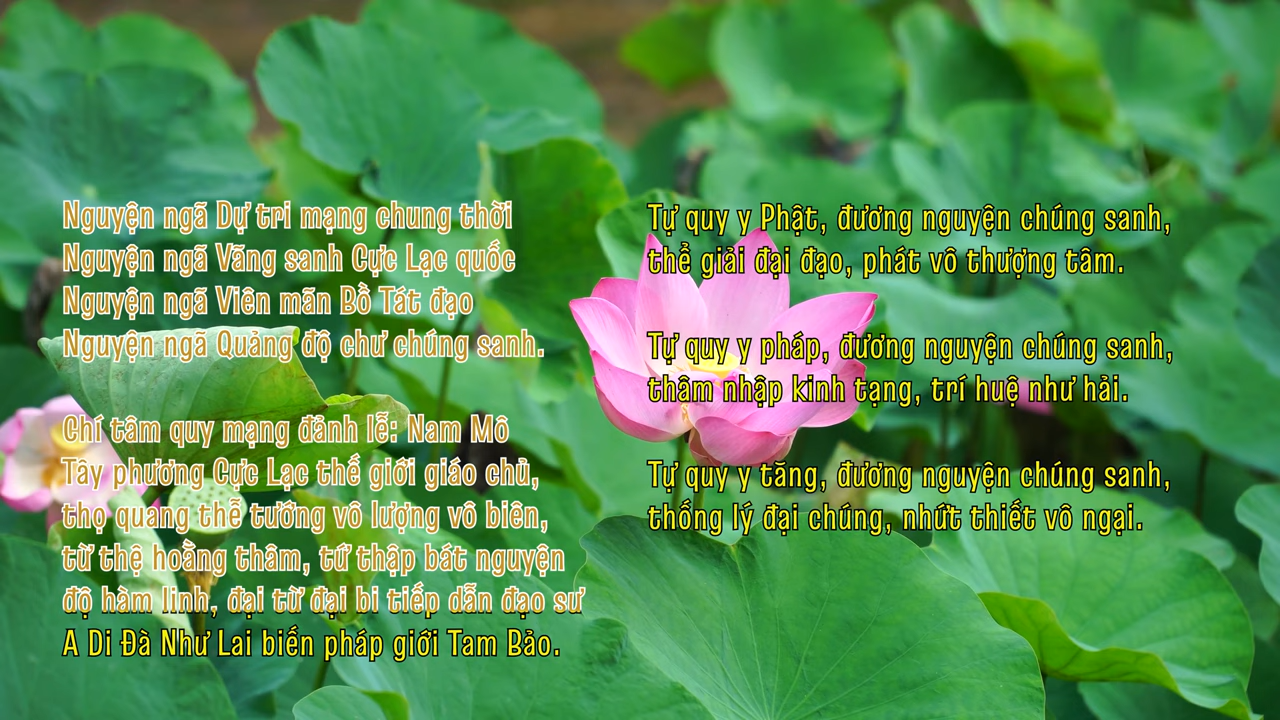 Nguyện ngã Dự tri mạng chung thời
Nguyện ngã Vãng sanh Cực Lạc quốc
Nguyện ngã Viên mãn Bồ Tát đạo
Nguyện ngã Quảng độ chư chúng sanh.
Chí tâm quy mạng đảnh lễ: Nam Mô
Tây phương Cực Lạc thế giới giáo chủ,
thọ quang thễ tướng vô lượng vô biên,
từ thệ hoằng thâm, tứ thập bát nguyện
độ hàm linh, đại từ đại bi tiếp dẫn đạo sư
A Di Đà Như Lai biến pháp giới Tam Bảo.
Tự quy y Phật, đương nguyện chúng sanh,
thể giải đại đạo, phát vô thượng tâm.
Tự quy y pháp, đương nguyện chúng sanh,
thâm nhập kinh tạng, trí huệ như hải.
Tự quy y tăng, đương nguyện chúng sanh,
thống lý đại chúng, nhứt thiết vô ngại.